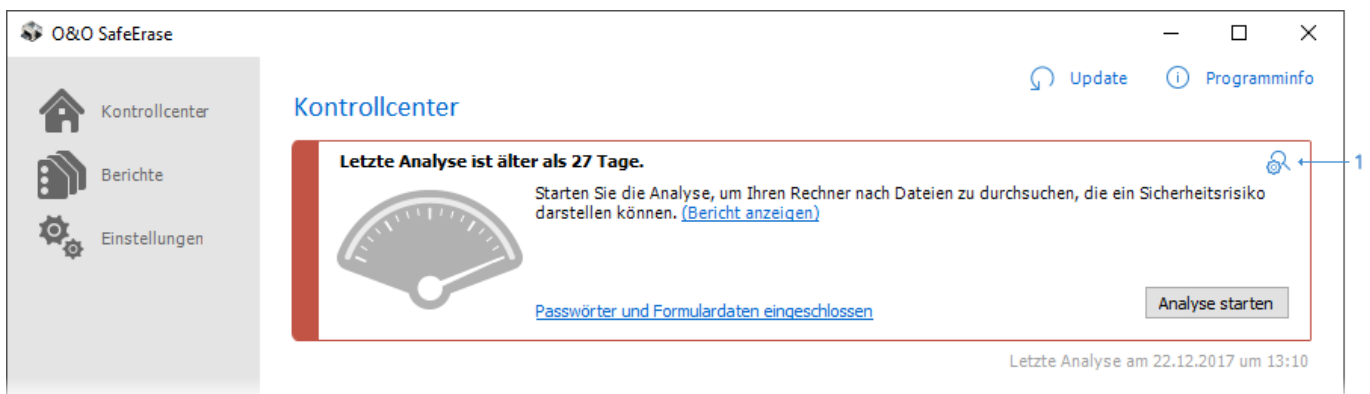 O&O SafeErase
Update
Programminfo
Kontrollcenter
Kontrollcenter
Letzte Analyse ist älter als 27 Tage.
1
Berichte
Starten Sie die Analyse, um Ihren Rechner nach Dateien zu durchsuchen, die ein Sicherheitsrisiko
darstellen können. (Bericht anzeigen)
Einstellungen
Passwörter und Formulardaten eingeschlossen
Analyse starten
Letzte Analyse am 22.12.2017 um 13:10